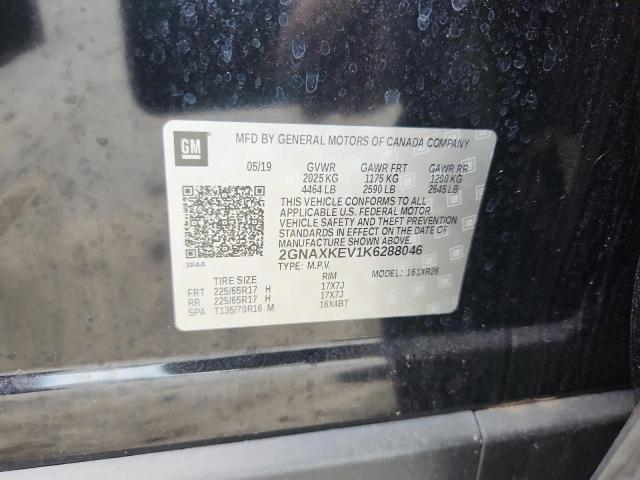 GM
MFD BY GENERAL MOTORS OF CANADA COMPANY
05/19 GVWR GAWR FRT GAWR RR
2025 KG 1175 KG 1200 KG
4464 LB 2590 LB 2645 LB
THIS VEHICLE CONFORMS TO ALL
APPLICABLE U.S. FEDERAL MOTOR
VEHICLE SAFETY AND THEFT PREVENTION
STANDARDS IN EFFECT ON THE DATE OF
MANUFACTURE SHOWN ABOVE.
2GNAXKEV1K6288046
384A TYPE: M.P.V. MODEL: 161XR26
TIRE SIZE RIM
FRT 225/65R17 H 17X7J
RR 225/65R17 H 17X7J
SPA T135/70R16 M 16X4BT